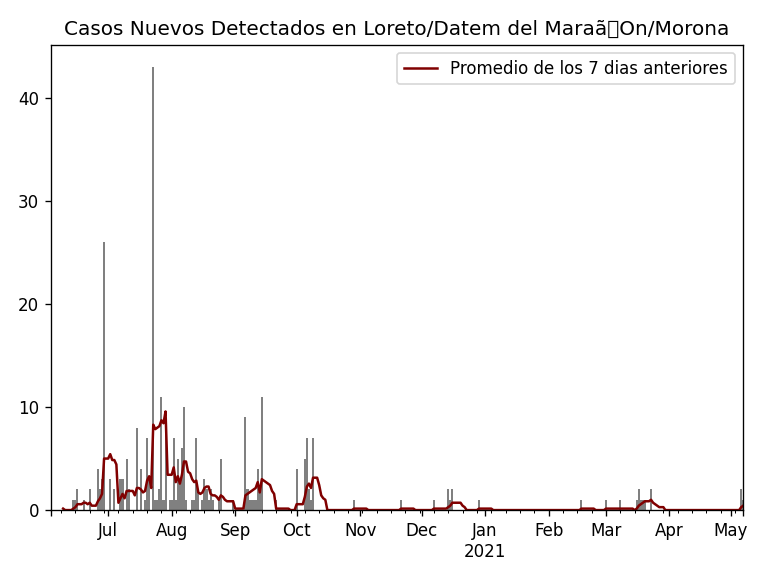 Casos Nuevos Detectados en Loreto/Datem del Maraã▯On/Morona
Promedio de los 7 dias anteriores
40
30
20
10
0
Jul Aug Sep Oct Nov Dec Jan Feb Mar Apr May
2021